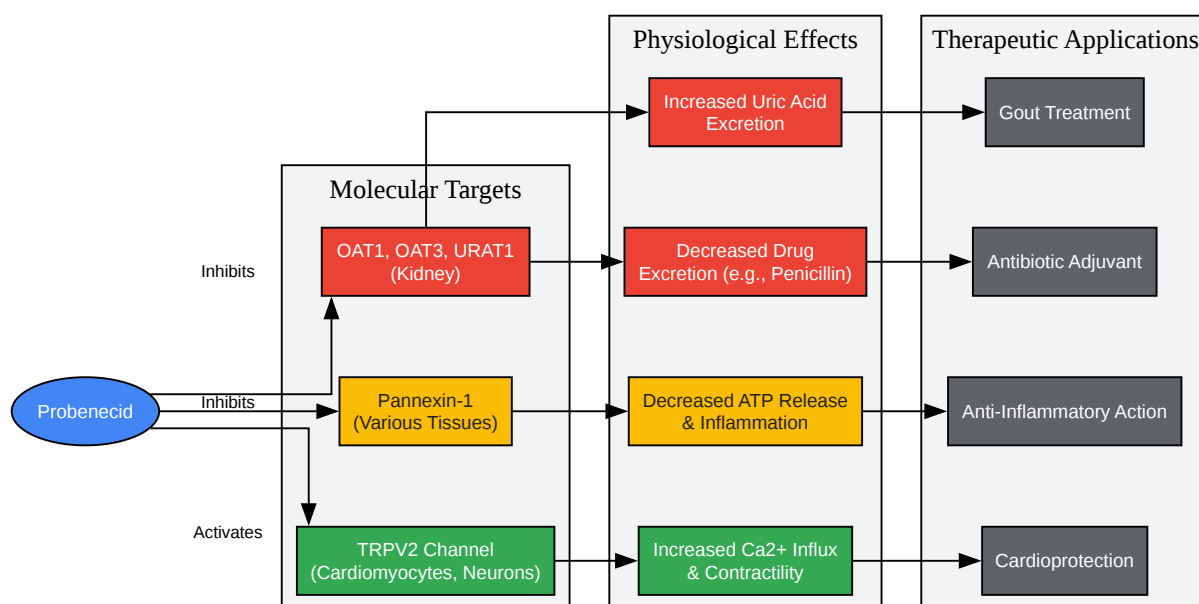 Physiological Effects
Therapeutic Applications
Increased Uric Acid
Excretion
Gout Treatment
Molecular Targets
OAT1, OAT3, URAT1
(Kidney)
Decreased Drug
Excretion (e.g., Penicillin)
Antibiotic Adjuvant
Inhibits
Probenecid
Inhibits
Pannexin-1
(Various Tissues)
Decreased ATP Release
& Inflammation
Anti-Inflammatory Action
Activates
TRPV2 Channel
(Cardiomyocytes, Neurons)
Increased Ca2+ Influx
& Contractility
Cardioprotection